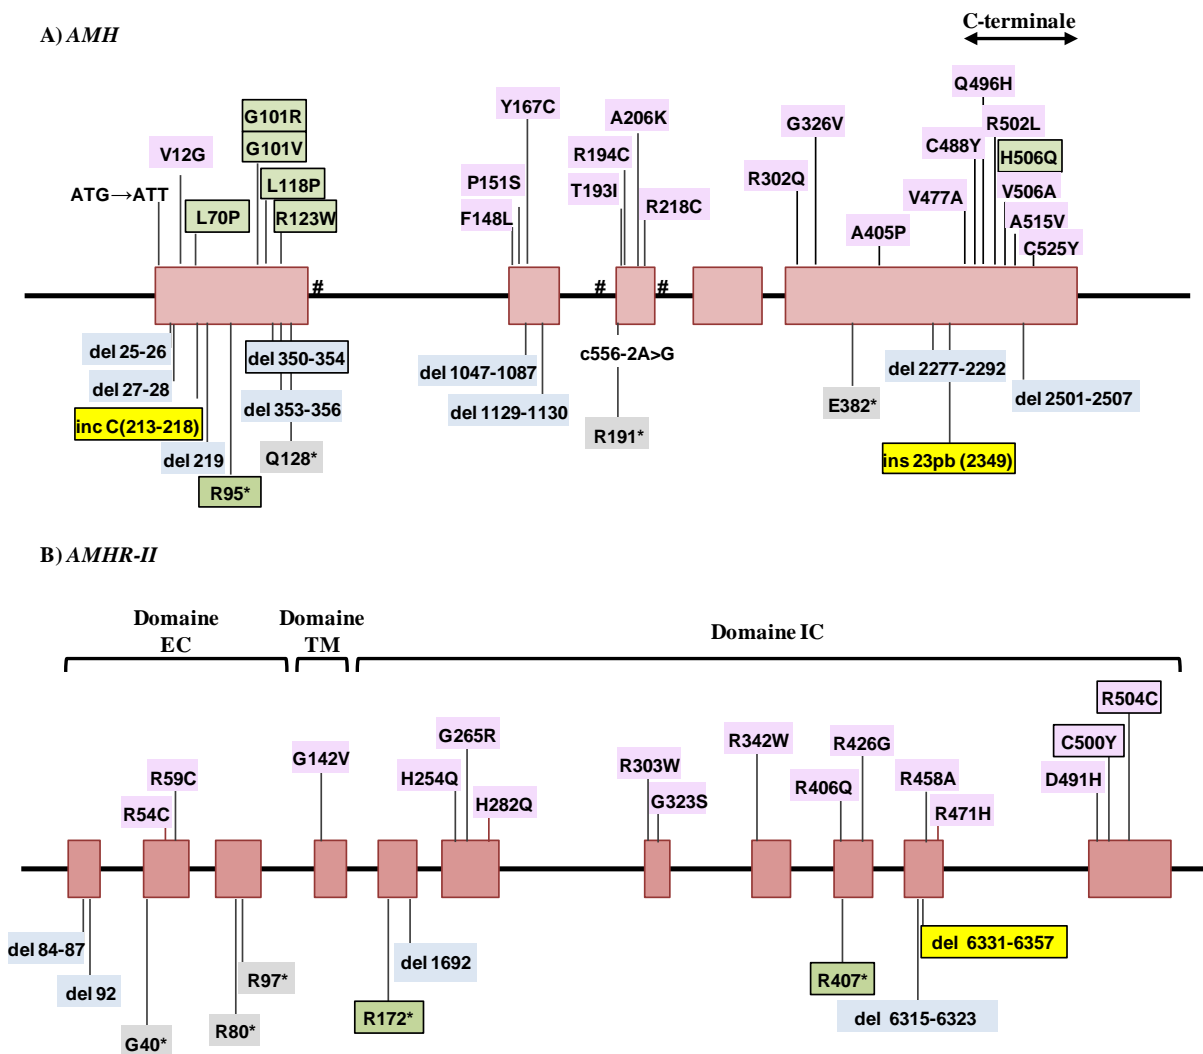 C-terminale
A) AMH
Q496H
G101R
Y167C
A206K
G326V
R502L
V12G
G101V
R194C
C488Y
H506Q
P151S
R302Q
ATG→ATT
L118P
T193I
V506A
L70P
R123W
F148L
R218C
V477A
A515V
A405P
C525Y
#
#
#
del 25-26
del 350-354
c556-2A>G
del 1047-1087
del 2277-2292
del 27-28
del 353-356
del 1129-1130
E382*
del 2501-2507
inc C(213-218)
R191*
del 219
Q128*
ins 23pb (2349)
R95*
B) AMHR-II
Domaine
EC
Domaine
TM
Domaine IC
R504C
G265R
R342W
R426G
C500Y
G142V
R59C
H254Q
R303W
R406Q
R458A
D491H
R54C
H282Q
G323S
R471H
del 84-87
del 1692
del 6331-6357
del 92
R97*
R407*
R172*
del 6315-6323
G40*
R80*